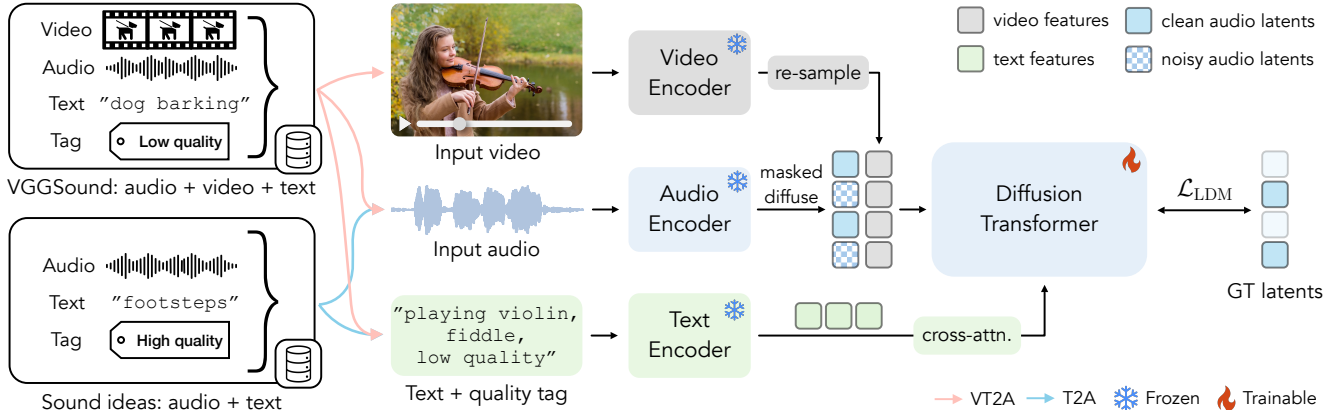 Video
Audio
Text "dog barking"
Tag Low quality
VGGSound: audio + video + text
Audio
Text "footsteps"
Tag High quality
Sound ideas: audio + text
Input video
Input audio
"playing violin,
fiddle,
low quality"
Text + quality tag
Video
Encoder
re-sample
Audio
Encoder
masked
diffuse
Text
Encoder
cross-attn.
Diffusion
Transformer
ℒLDM
GT latents
video features
clean audio latents
text features
noisy audio latents
VT2A
T2A
Frozen
Trainable